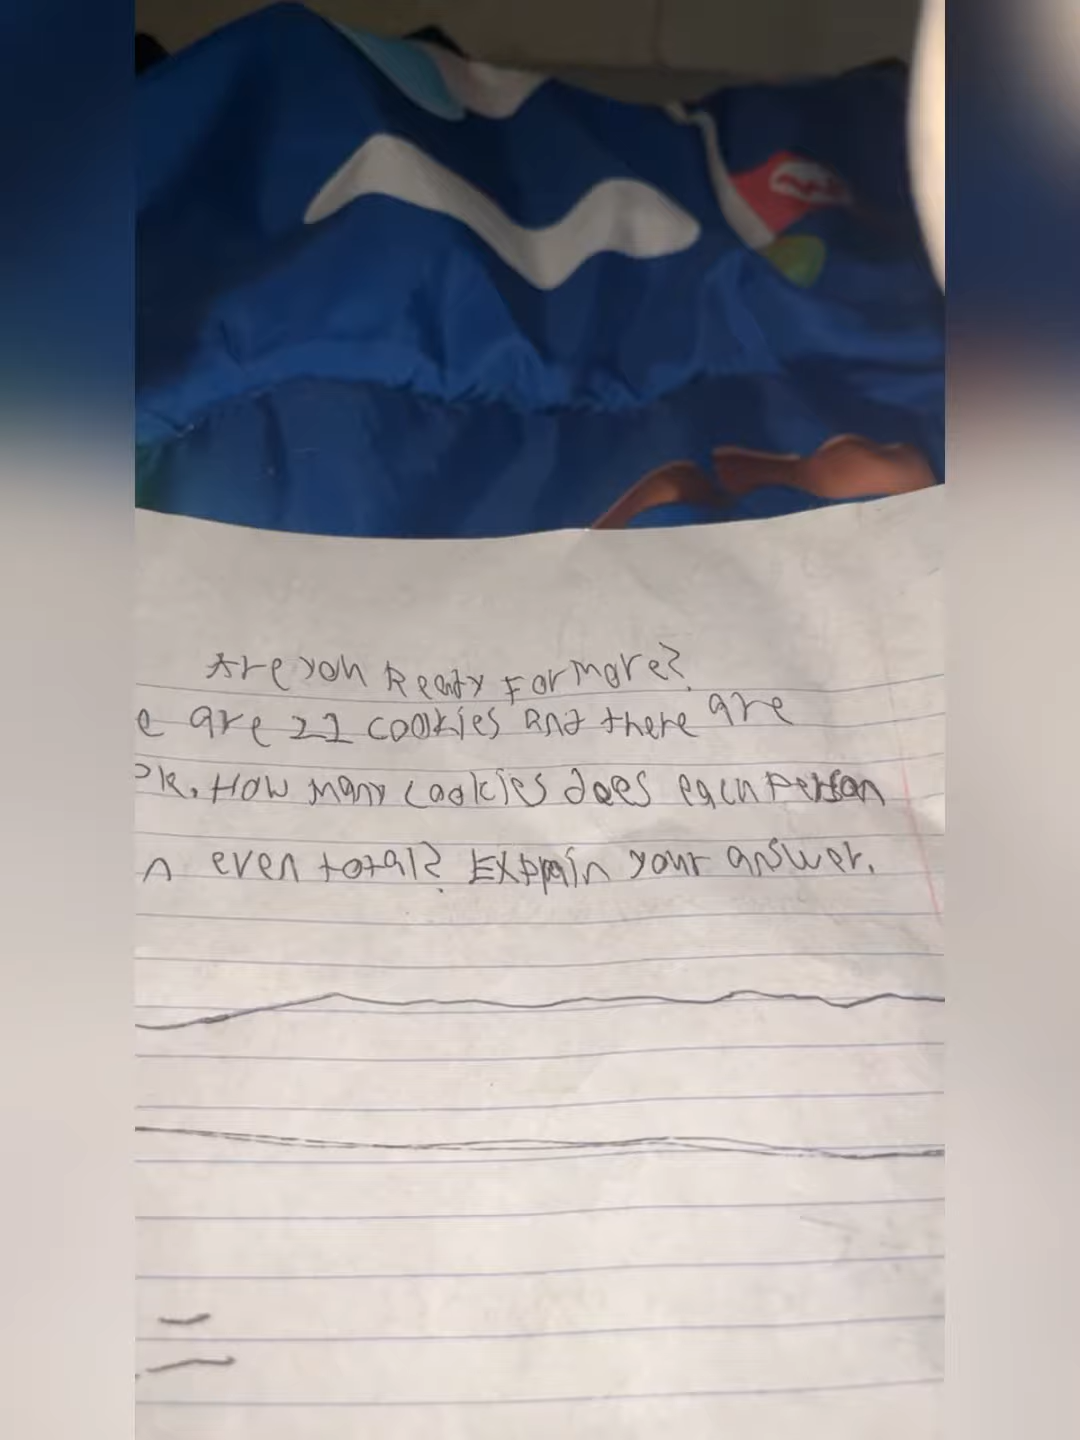 Are you Ready For more?
e are 21 cookies and there are
ok. How many cookies does each person
n even total? Explain your answer.